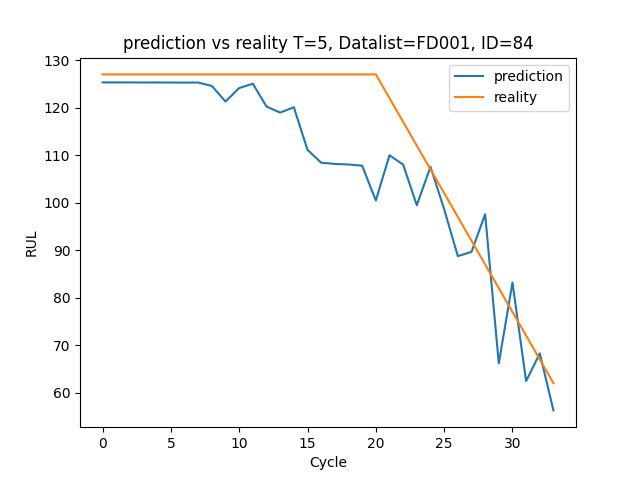 prediction vs reality T=5, Datalist=FD001, ID=84
prediction
reality
RUL
130
120
110
100
90
80
70
60
0 5 10 15 20 25 30
Cycle